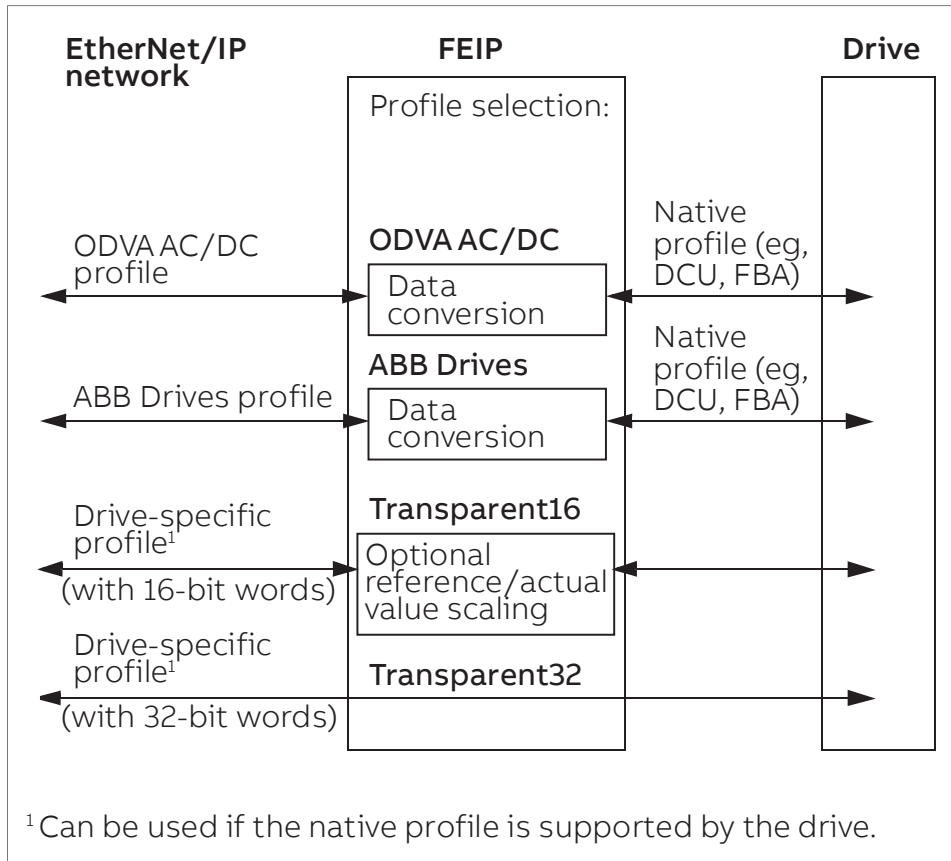 EtherNet/IP
network
FEIP
Drive
Profile selection:
ODVA AC/DC
profile
ODVA AC/DC
Data
conversion
Native
profile (eg,
DCU, FBA)
ABB Drives profile
ABB Drives
Data
conversion
Native
profile (eg,
DCU, FBA)
Drive-specific
profile¹
(with 16-bit words)
Transparent16
Optional
reference/actual
value scaling
Drive-specific
profile¹
(with 32-bit words)
Transparent32
¹ Can be used if the native profile is supported by the drive.